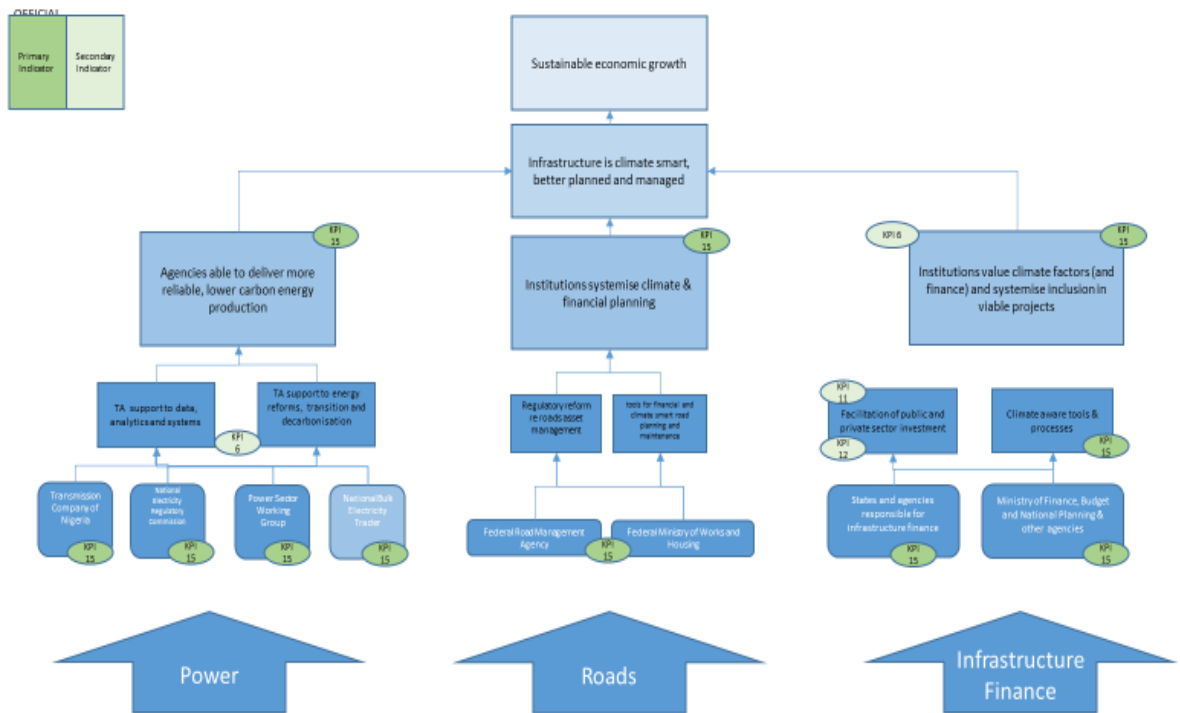 OFFICIAL
Primary
Indicator
Secondary
Indicator
Sustainable economic growth
Infrastructure is climate smart,
better planned and managed
KPI
15
Agencies able to deliver more
reliable, lower carbon energy
production
KPI
15
Institutions systemise climate &
financial planning
KPI 6
KPI
15
Institutions value climate factors (and
finance) and systemise inclusion in
viable projects
TA support to data,
analytics and systems
KPI
6
TA support to energy
reforms, transition and
decarbonisation
Regulatory reform
re roads asset
management
tools for financial and
climate smart road
planning and
maintenance
KPI
11
Facilitation of public and
private sector investment
KPI
12
Climate aware tools &
processes
KPI
15
Transmission
Company of
Nigeria
KPI
15
National
Electricity
Regulatory
Commission
KPI
15
Power Sector
Working
Group
KPI
15
National Bulk
Electricity
Trader
KPI
15
Federal Road Management
Agency
KPI
15
Federal Ministry of Works and
Housing
States and agencies
responsible for
infrastructure finance
KPI
15
Ministry of Finance, Budget
and National Planning &
other agencies
KPI
15
Power
Roads
Infrastructure
Finance